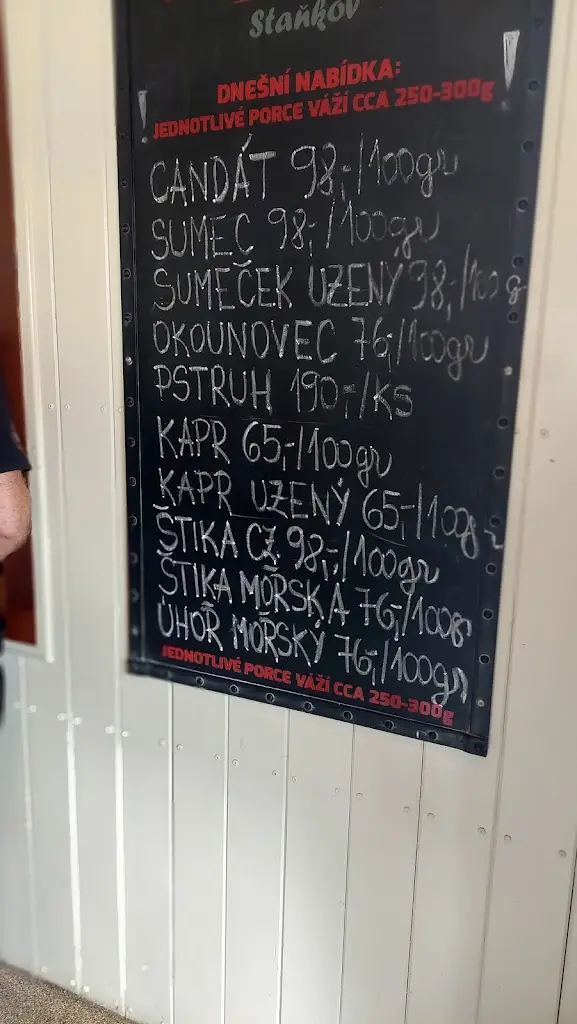 Staňkov
DNEŠNÍ NABÍDKA:
JEDNOTLIVÉ PORCE VÁŽÍ CCA 250-300g
CANDÁT 98,-/100gr
SUMEC 98,-/100gr
SUMEČEK UZENÝ 98,-/100 g
OKOUNOVEC 76,-/100gr
PSTRUH 190,-/KS
KAPR 65,-/100gr
KAPR UZENÝ 65,-/100gr
ŠTIKA CZ 98,-/100gr
ŠTIKA MOŘSKÁ 76,-/100g
ÚHOŘ MOŘSKÝ 76,-/100gr
JEDNOTLIVÉ PORCE VÁŽÍ CCA 250-300g